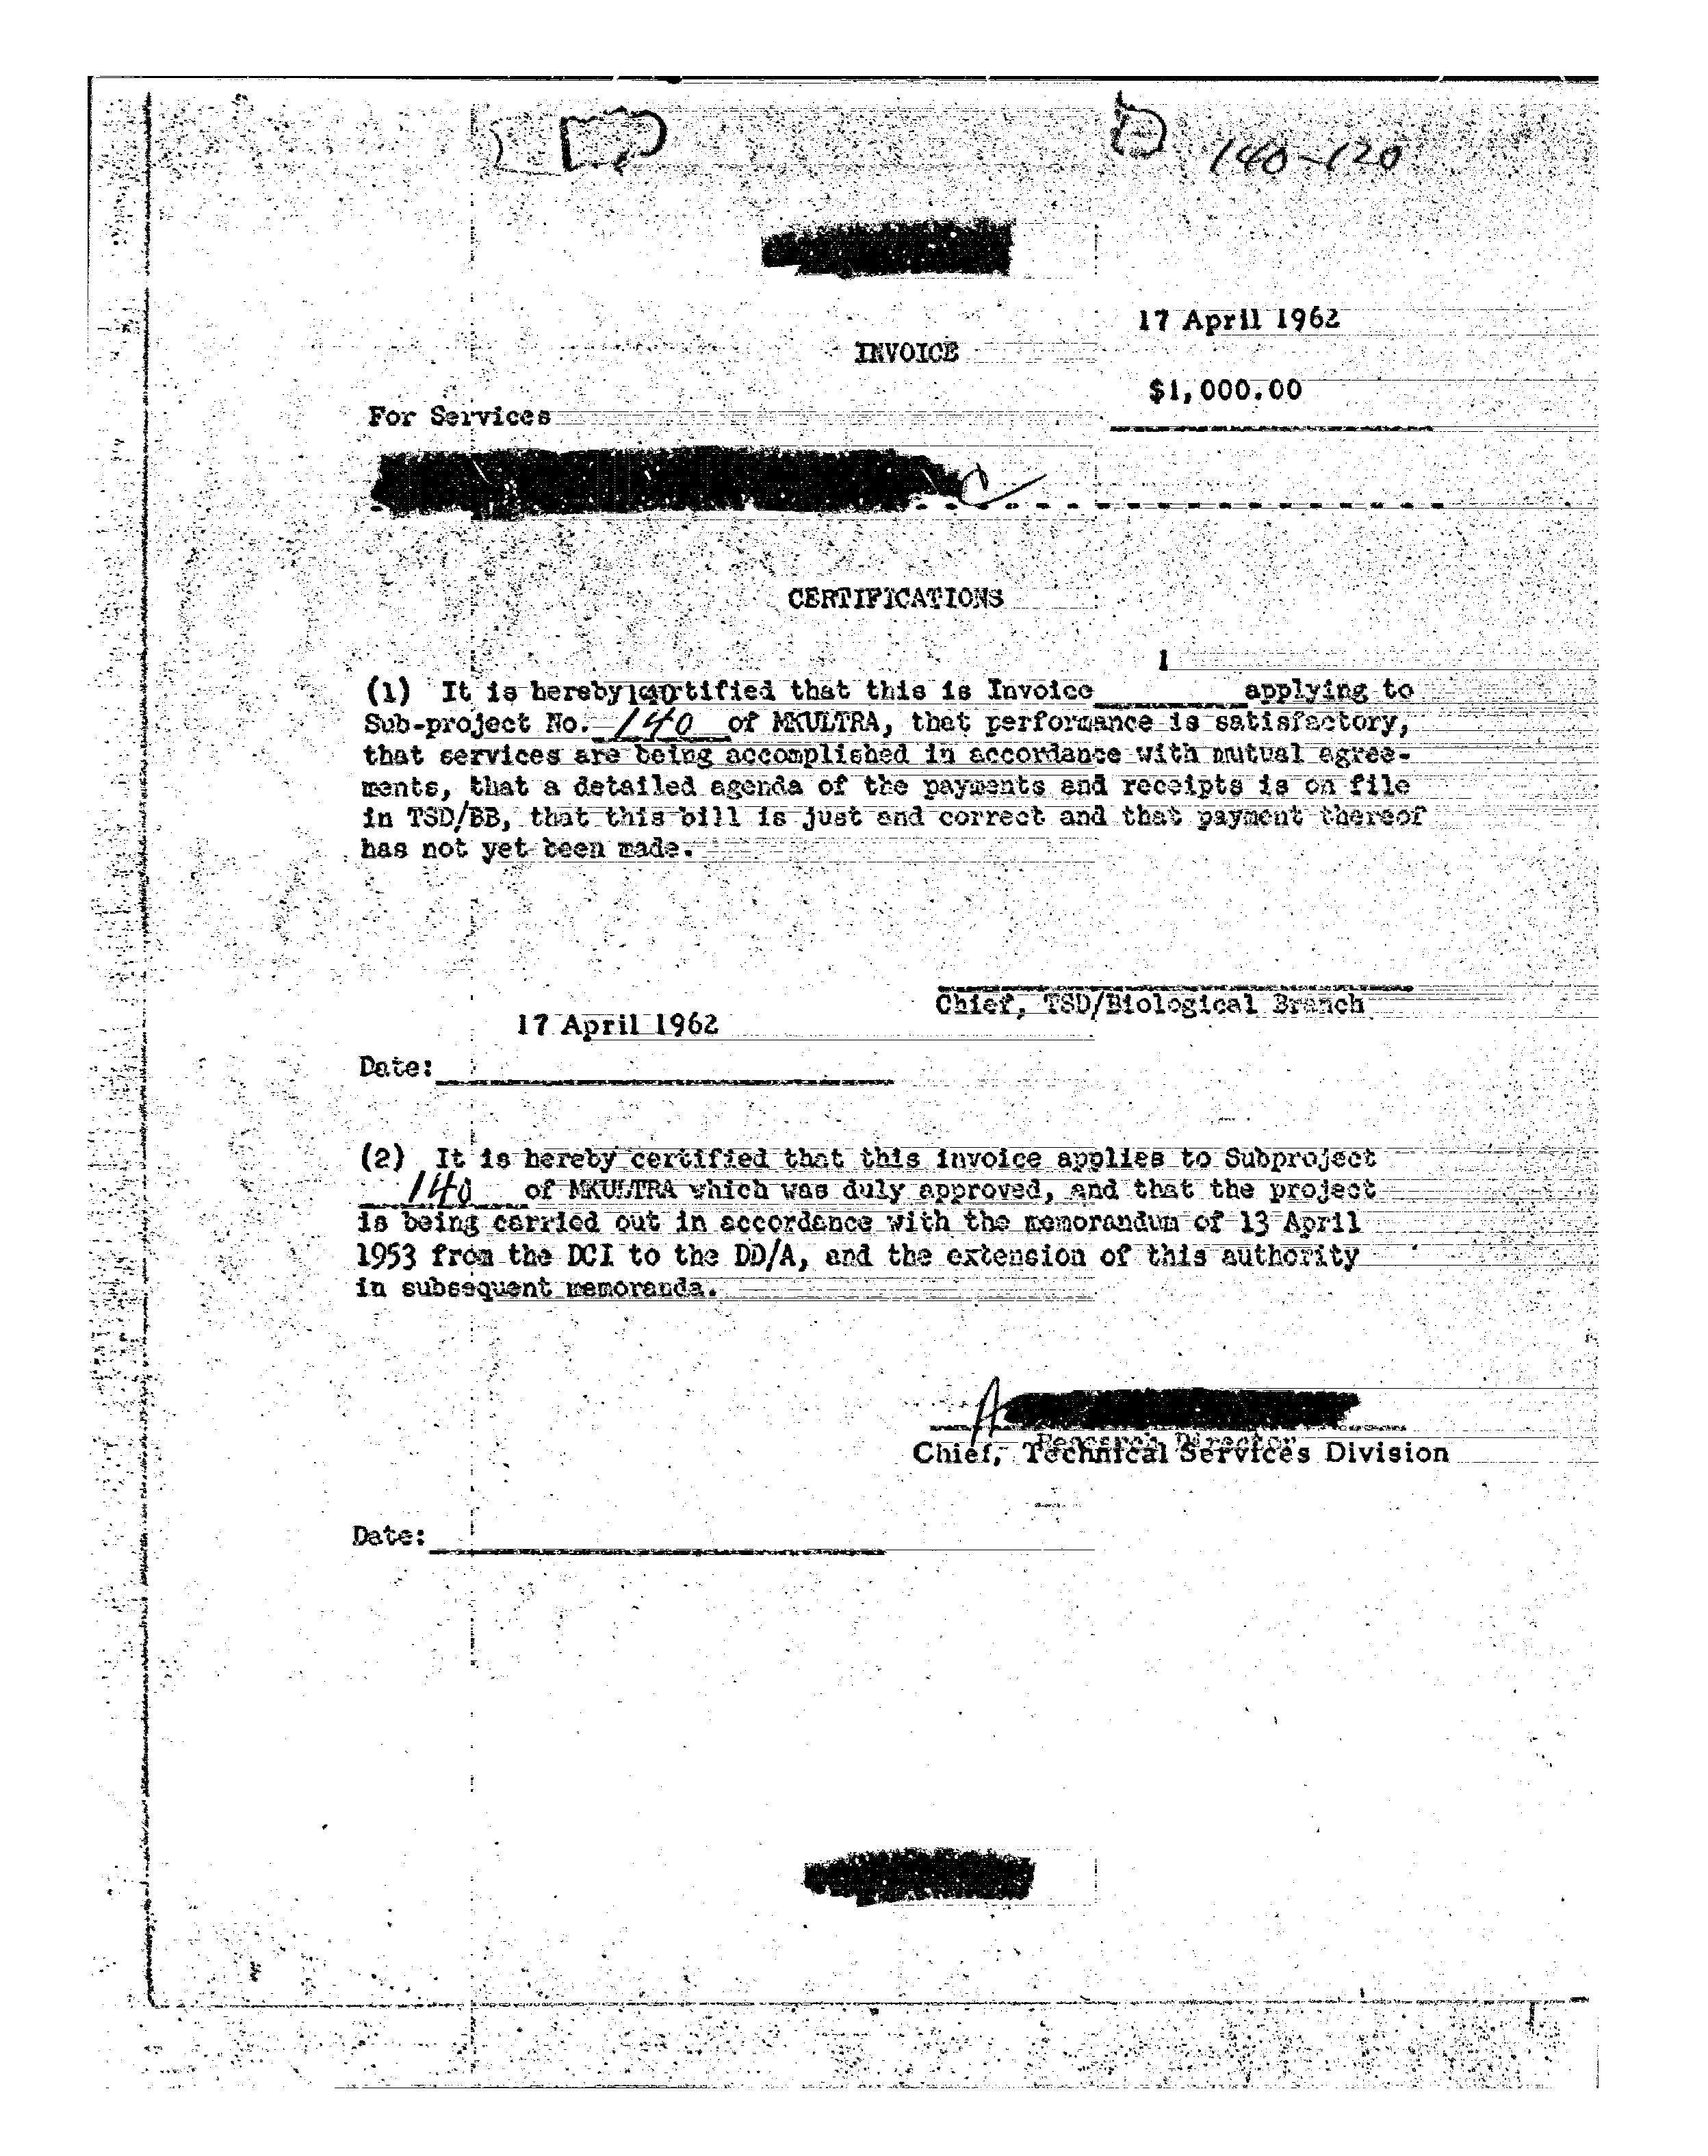 140-120
17 April 1962
INVOICE
$1,000.00
For Services
CERTIFICATIONS
1
(1) It is hereby certified that this is Invoice applying to
Sub-project No. 140 of MKULTRA, that performance is satisfactory,
that services are being accomplished in accordance with mutual agree-
ments, that a detailed agenda of the payments and receipts is on file
in TSD/BB, that this bill is just and correct and that payment thereof
has not yet been made.
Chief, TSD/Biological Branch
17 April 1962
Date:
(2) It is hereby certified that this invoice applies to Subproject
140 of MKULTRA which was duly approved, and that the project
is being carried out in accordance with the memorandum of 13 April
1953 from the DCI to the DD/A, and the extension of this authority
in subsequent memoranda.
Research Director
Chief, Technical Services Division
Date: